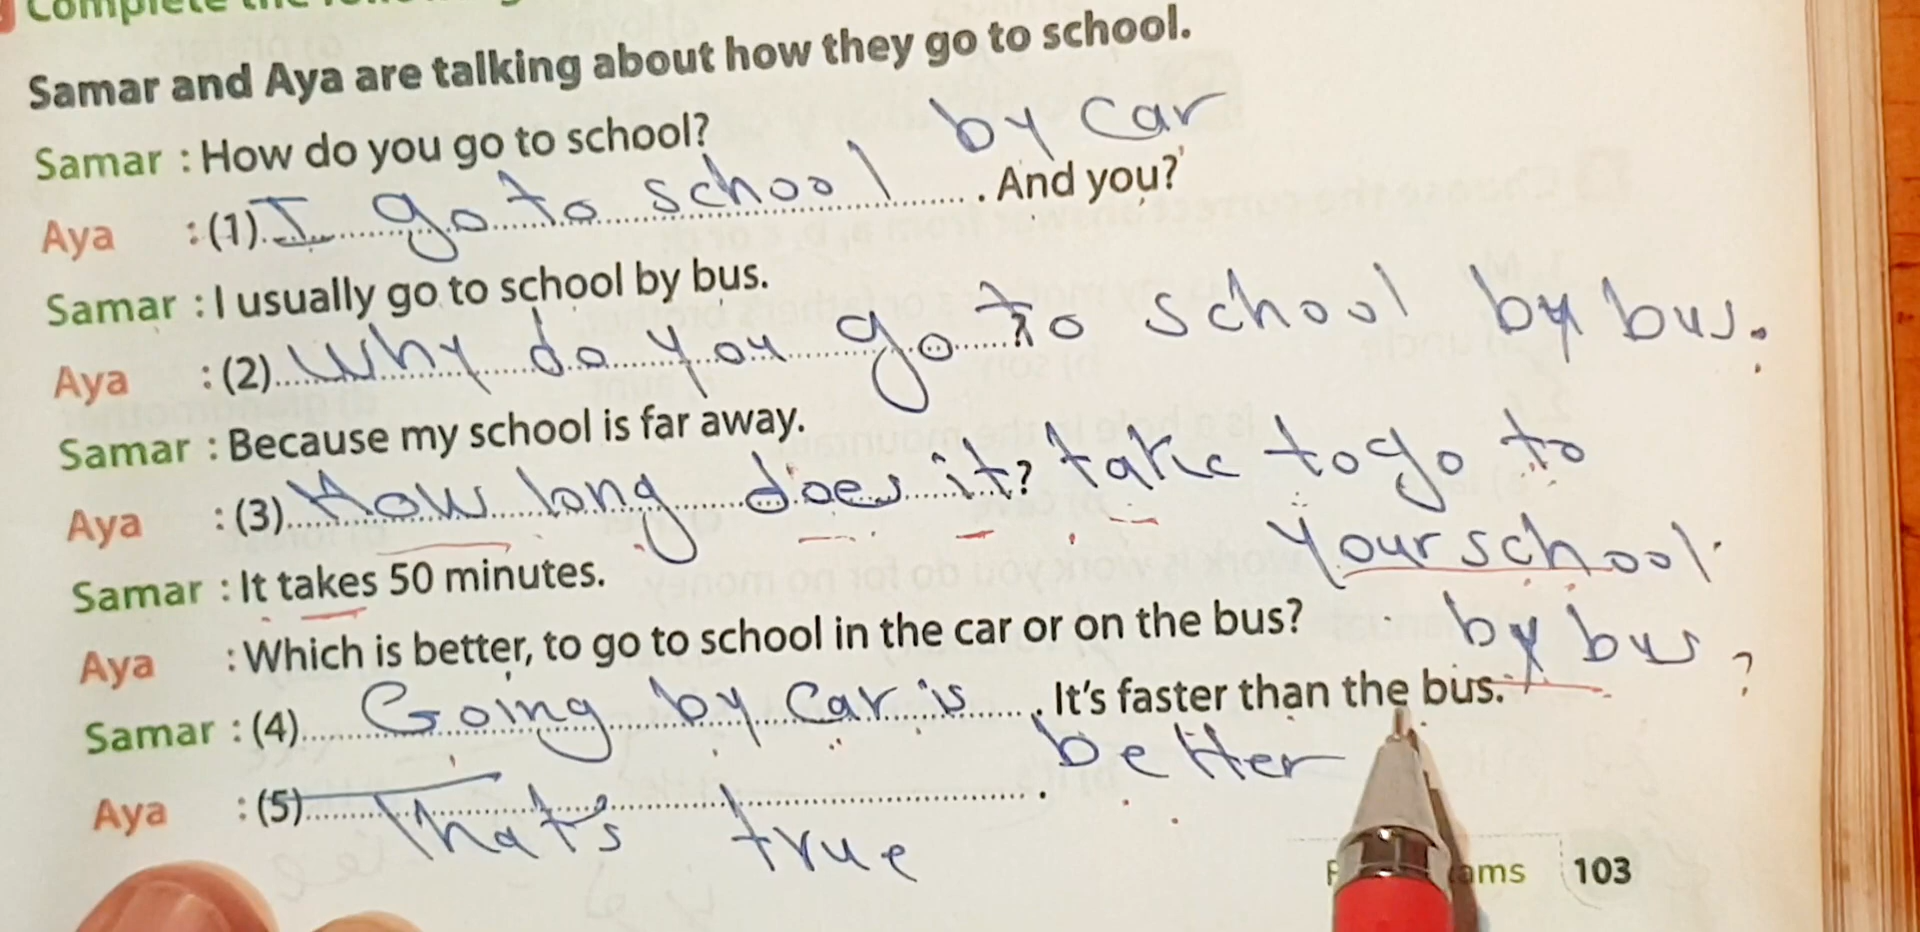 Complete the
Samar and Aya are talking about how they go to school.
Samar : How do you go to school?
by car
Aya : (1) I go to school . And you?
Samar : I usually go to school by bus.
Aya : (2) Why do you go to school by bus. ?
Samar : Because my school is far away.
Aya : (3) How long does it ? take to go to
your school
Samar : It takes 50 minutes.
by bus ?
Aya : Which is better, to go to school in the car or on the bus?
Samar : (4) Going by Car is . It's faster than the bus.
better
Aya : (5) That's true .
103